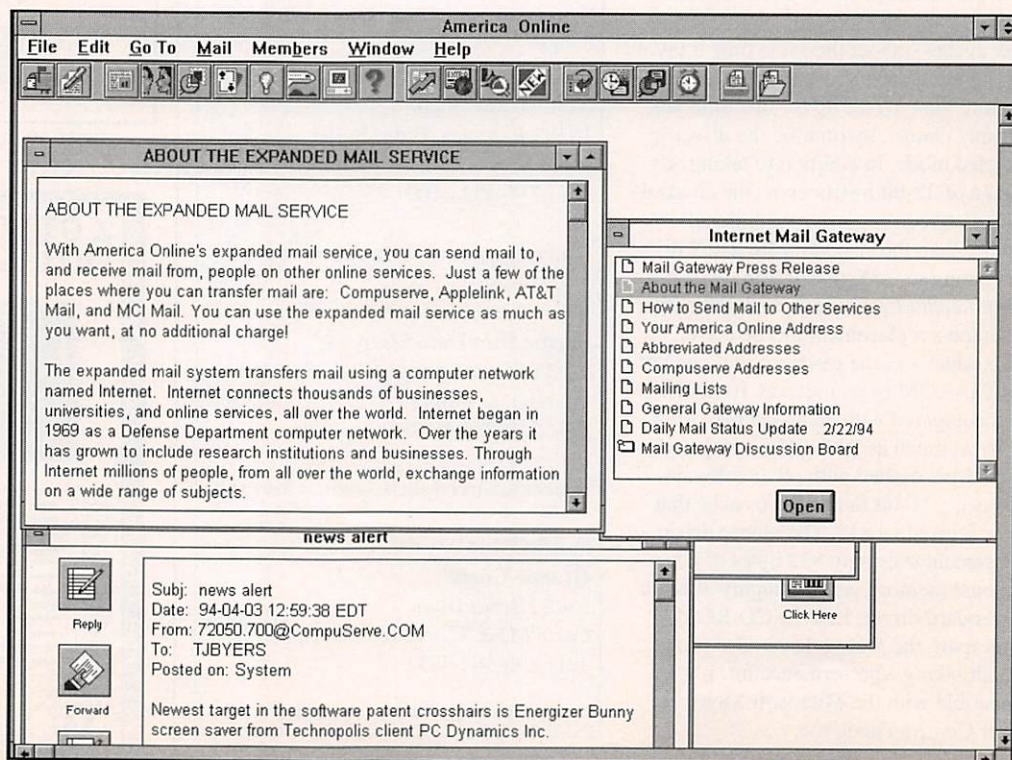 America Online
File Edit Go To Mail Members Window Help
ABOUT THE EXPANDED MAIL SERVICE
ABOUT THE EXPANDED MAIL SERVICE
With America Online's expanded mail service, you can send mail to,
and receive mail from, people on other online services. Just a few of the
places where you can transfer mail are: Compuserve, Applelink, AT&T
Mail, and MCI Mail. You can use the expanded mail service as much as
you want, at no additional charge!
The expanded mail system transfers mail using a computer network
named Internet. Internet connects thousands of businesses,
universities, and online services, all over the world. Internet began in
1969 as a Defense Department computer network. Over the years it
has grown to include research institutions and businesses. Through
Internet millions of people, from all over the world, exchange information
on a wide range of subjects.
Internet Mail Gateway
Mail Gateway Press Release
About the Mail Gateway
How to Send Mail to Other Services
Your America Online Address
Abbreviated Addresses
Compuserve Addresses
Mailing Lists
General Gateway Information
Daily Mail Status Update 2/22/94
Mail Gateway Discussion Board
Open
Click Here
news alert
Reply
Forward
Subj: news alert
Date: 94-04-03 12:59:38 EDT
From: 72050.700@CompuServe.COM
To: TJBYERS
Posted on: System
Newest target in the software patent crosshairs is Energizer Bunny
screen saver from Technopolis client PC Dynamics Inc.